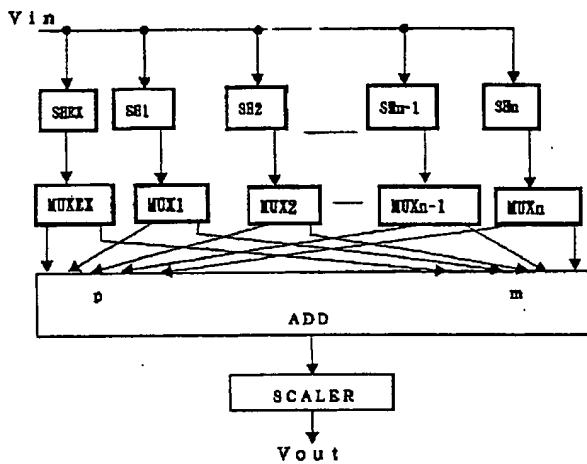 Vin
SHEX SH1 SH2 SHn-1 SHn
MUXEX MUX1 MUX2 MUXn-1 MUXn
p m
ADD
SCALER
Vout